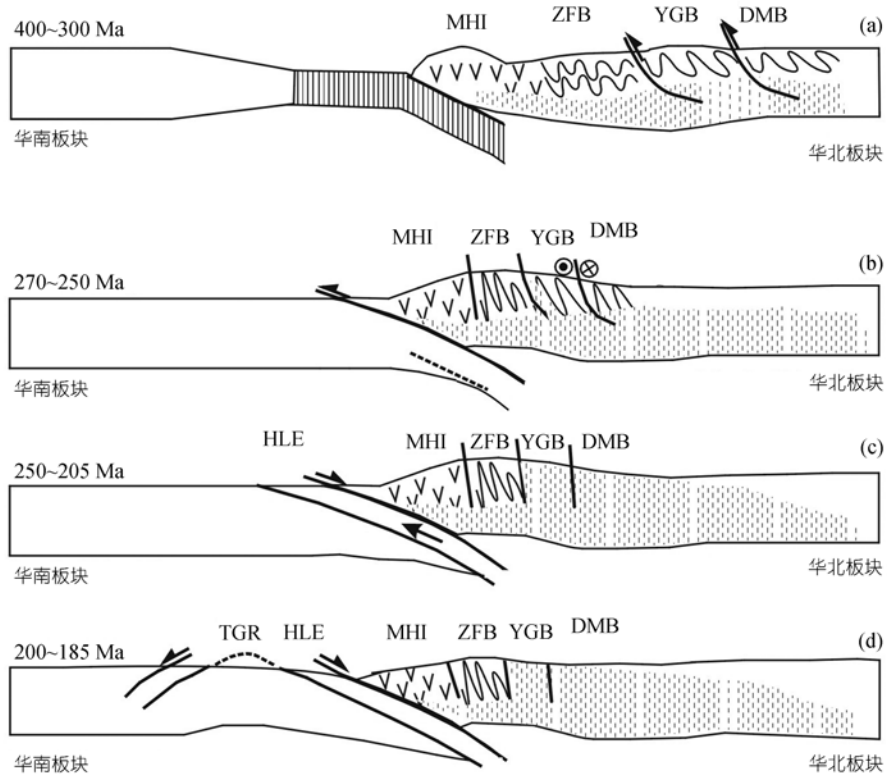 MHI ZFB YGB DMB (a)
400~300 Ma
华南板块 华北板块
MHI ZFB YGB DMB (b)
270~250 Ma
华南板块 华北板块
HLE MHI ZFB YGB DMB (c)
250~205 Ma
华南板块 华北板块
TGR HLE MHI ZFB YGB DMB (d)
200~185 Ma
华南板块 华北板块